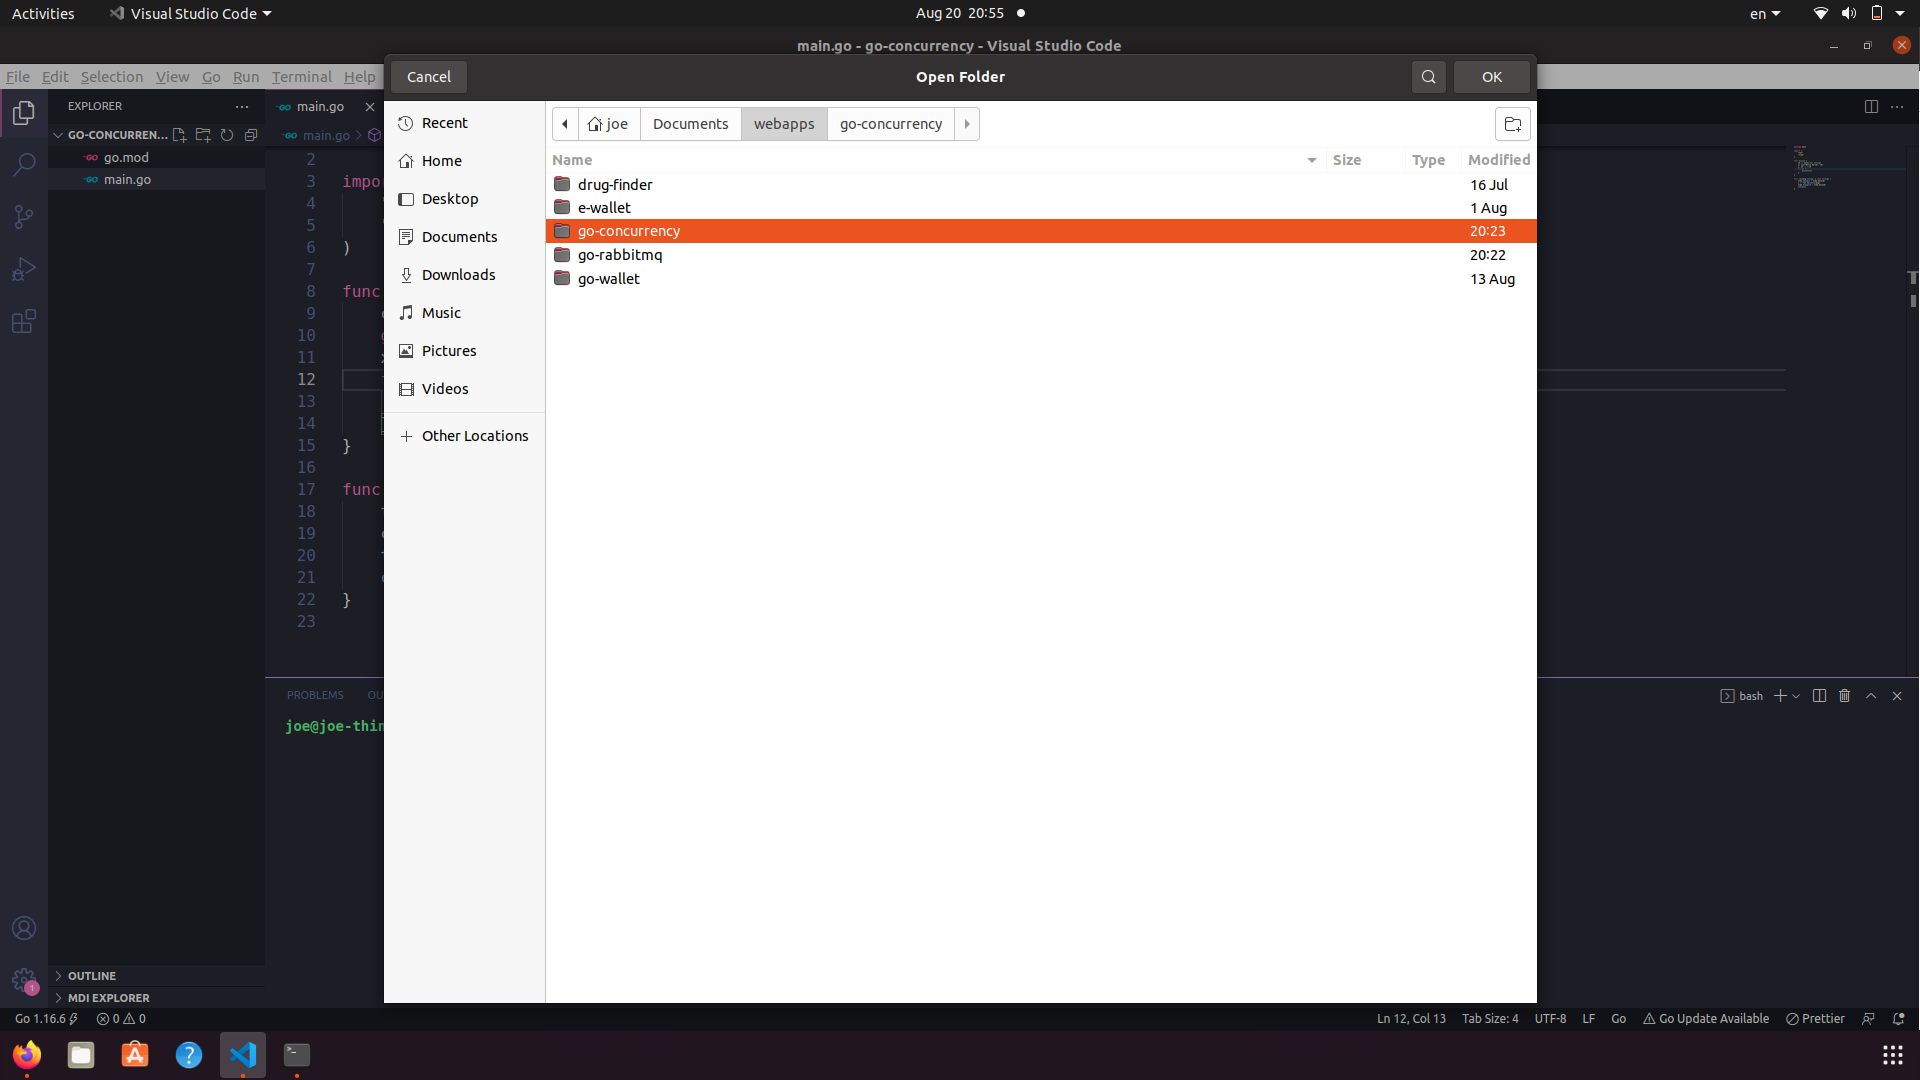 Activities Visual Studio Code Aug 20 20:55 en
main.go - go-concurrency - Visual Studio Code
File Edit Selection View Go Run Terminal Help
Cancel Open Folder OK
EXPLORER main.go
GO-CONCURREN... main.go
go.mod
main.go
Recent
Home
Desktop
Documents
Downloads
Music
Pictures
Videos
Other Locations
joe Documents webapps go-concurrency
Name Size Type Modified
drug-finder 16 Jul
e-wallet 1 Aug
go-concurrency 20:23
go-rabbitmq 20:22
go-wallet 13 Aug
2
3 impo
4
5
6 )
7
8 func
9
10
11
12
13
14
15 }
16
17 func
18
19
20
21
22 }
23
PROBLEMS OU bash
joe@joe-thin
OUTLINE
MDI EXPLORER
1
Go 1.16.6 0 0 Ln 12, Col 13 Tab Size: 4 UTF-8 LF Go Go Update Available Prettier